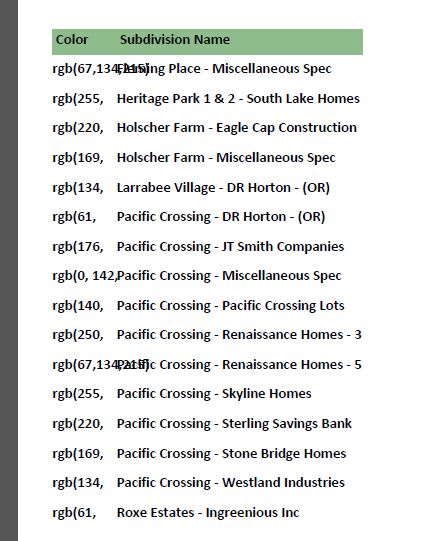 Color Subdivision Name
rgb(67,134,215) Fleming Place - Miscellaneous Spec
rgb(255, Heritage Park 1 & 2 - South Lake Homes
rgb(220, Holscher Farm - Eagle Cap Construction
rgb(169, Holscher Farm - Miscellaneous Spec
rgb(134, Larrabee Village - DR Horton - (OR)
rgb(61, Pacific Crossing - DR Horton - (OR)
rgb(176, Pacific Crossing - JT Smith Companies
rgb(0, 142, Pacific Crossing - Miscellaneous Spec
rgb(140, Pacific Crossing - Pacific Crossing Lots
rgb(250, Pacific Crossing - Renaissance Homes - 3
rgb(67,134,215) Pacific Crossing - Renaissance Homes - 5
rgb(255, Pacific Crossing - Skyline Homes
rgb(220, Pacific Crossing - Sterling Savings Bank
rgb(169, Pacific Crossing - Stone Bridge Homes
rgb(134, Pacific Crossing - Westland Industries
rgb(61, Roxe Estates - Ingreenious Inc